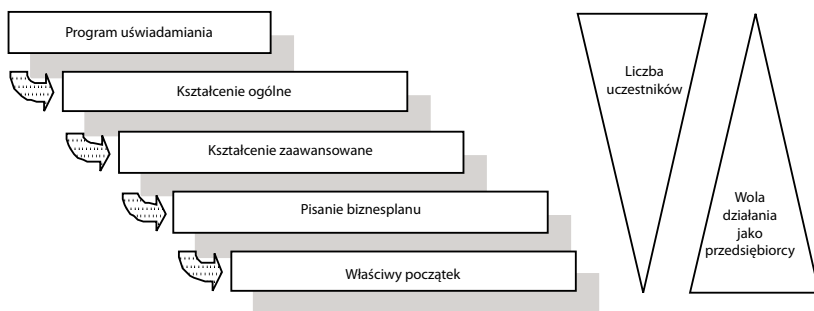 Program uświadamiania
Kształcenie ogólne
Kształcenie zaawansowane
Pisanie biznesplanu
Właściwy początek
Liczba
uczestników
Wola
działania
jako
przedsiębiorcy